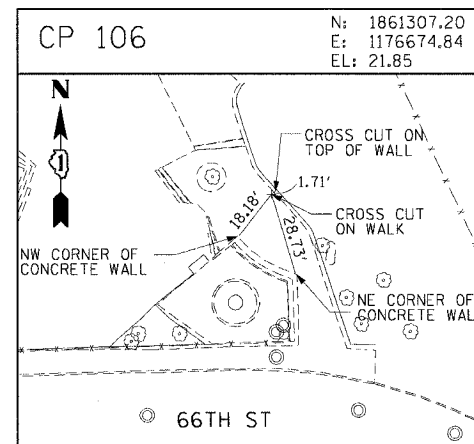 CP 106
N: 1861307.20
E: 1176674.84
EL: 21.85
N
1
CROSS CUT ON
TOP OF WALL
1.71'
18.18'
CROSS CUT
ON WALK
28.73'
NW CORNER OF
CONCRETE WALL
NE CORNER OF
CONCRETE WAL
66TH ST